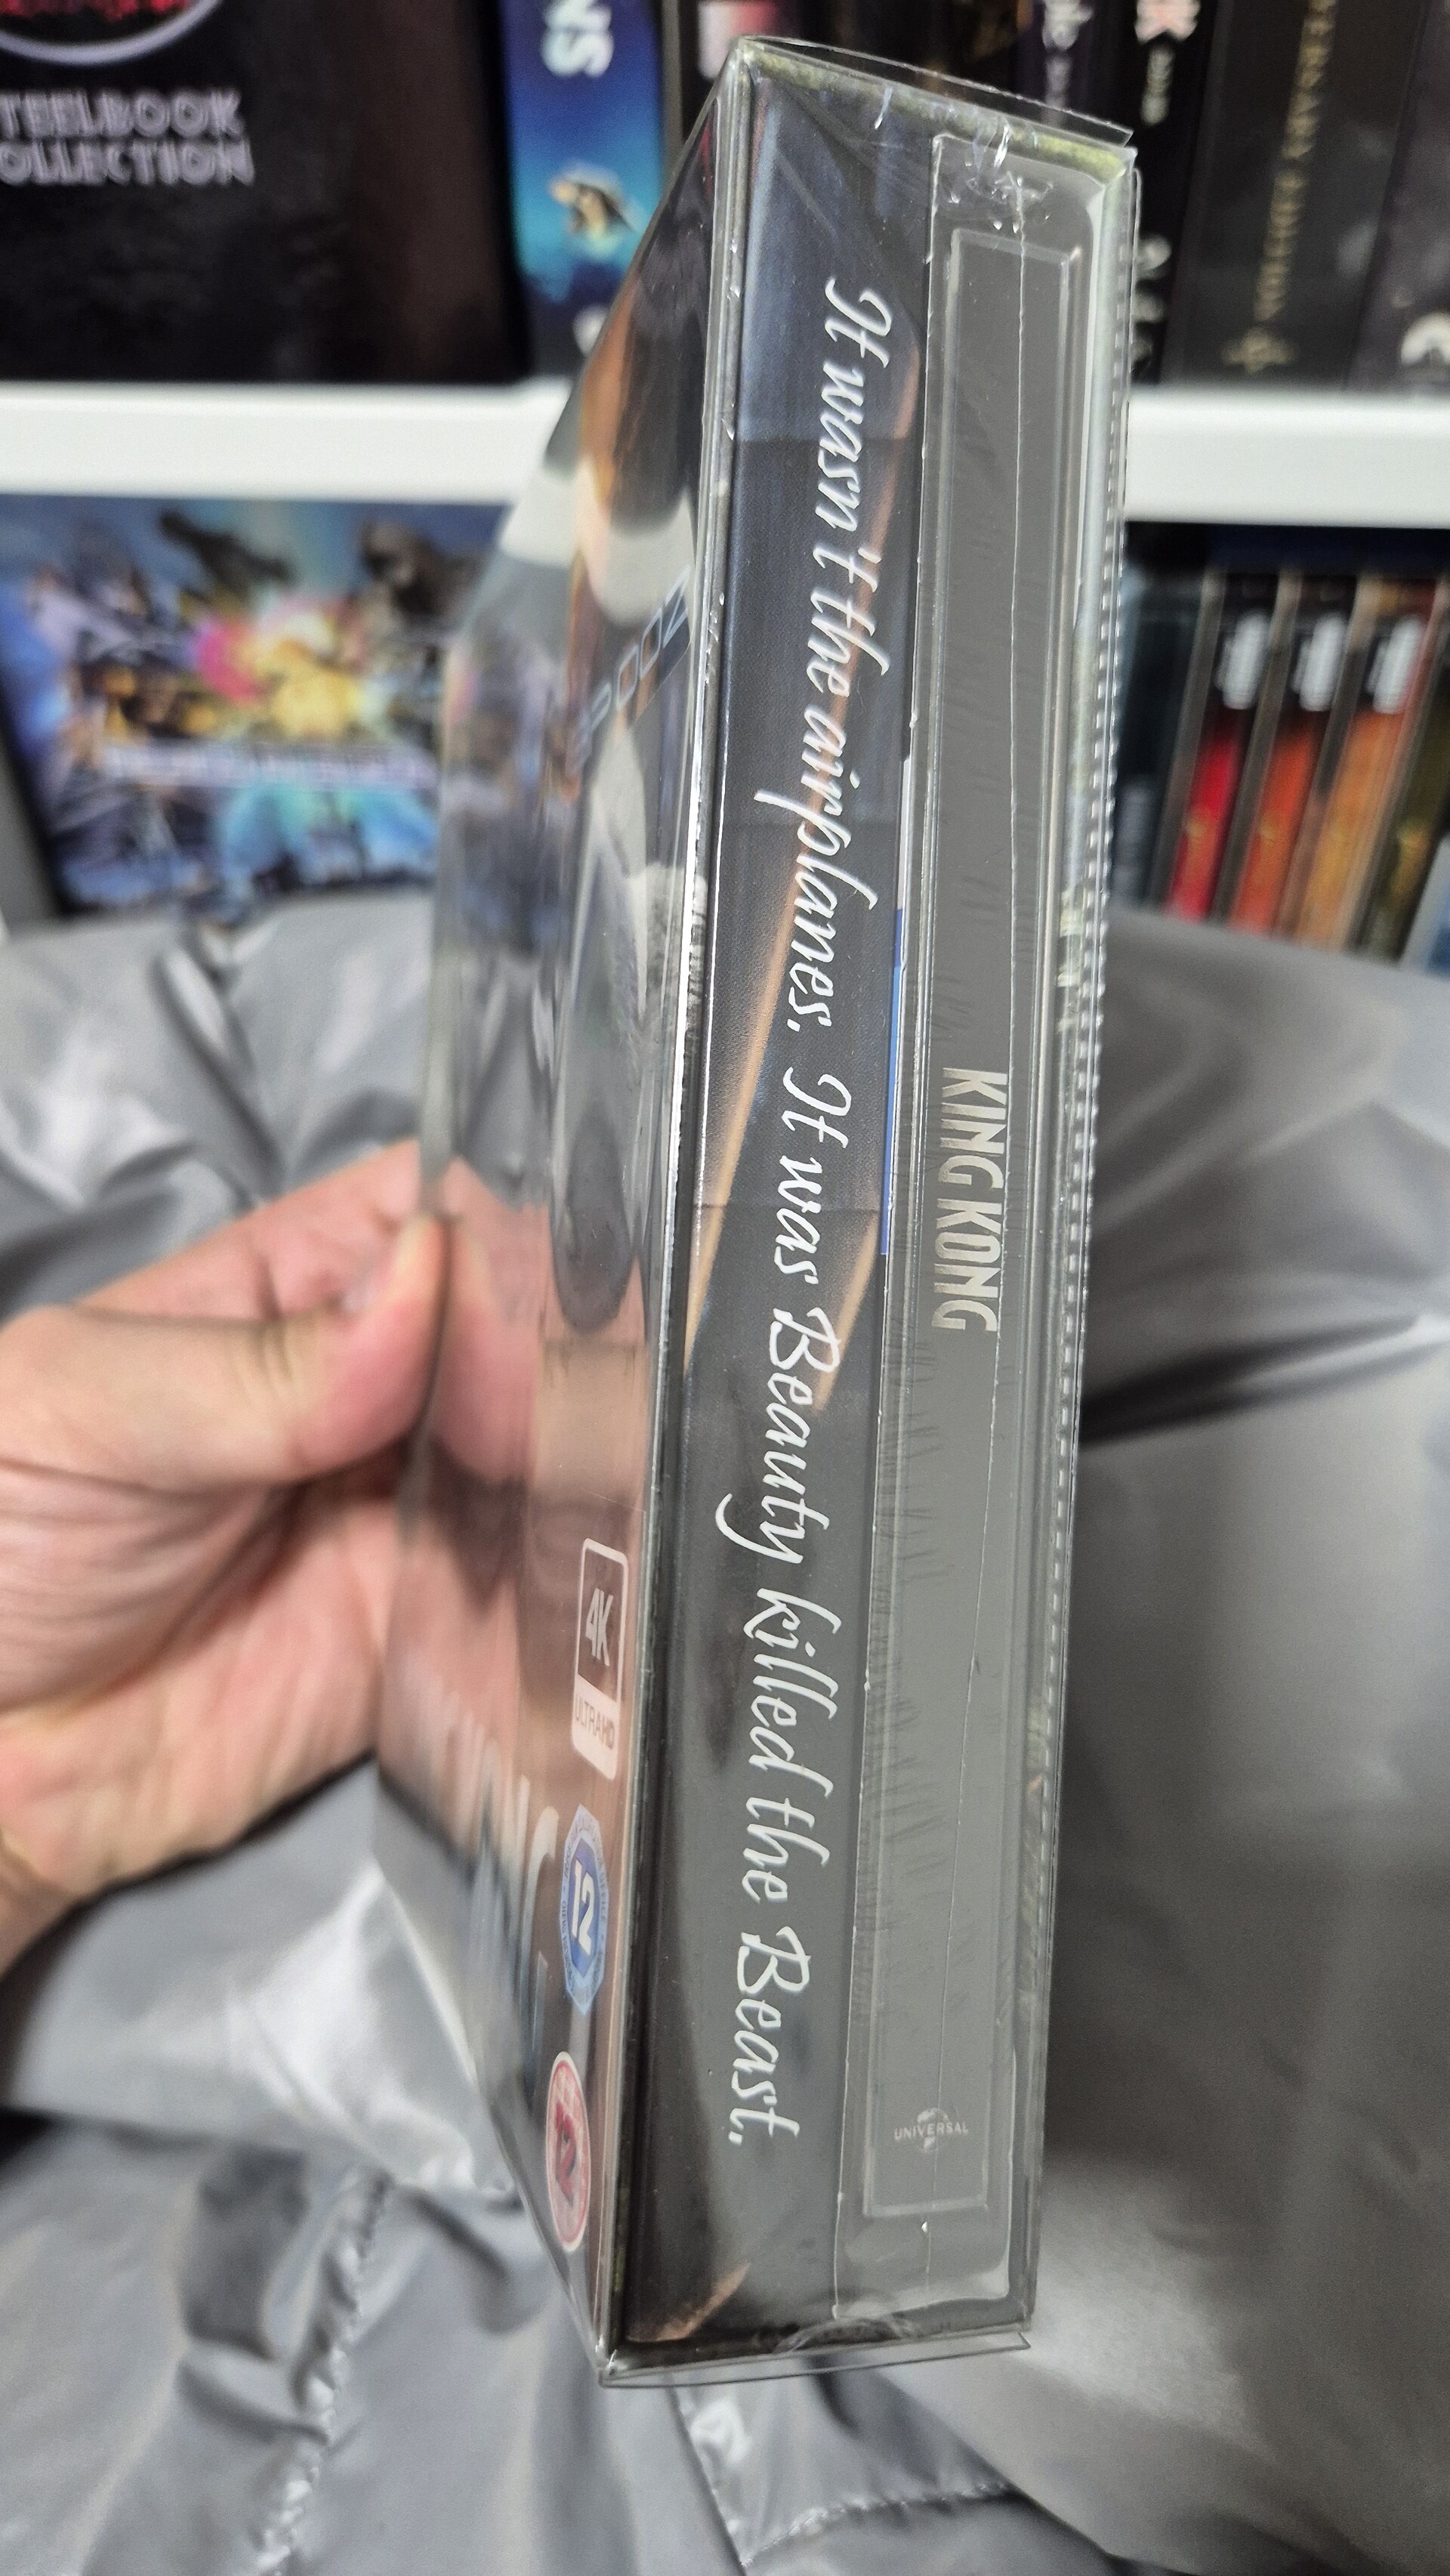 It wasn't the airplanes. It was Beauty killed the Beast.
KING KONG
UNIVERSAL
4K
ULTRA HD
12
12
STEELBOOK
COLLECTION